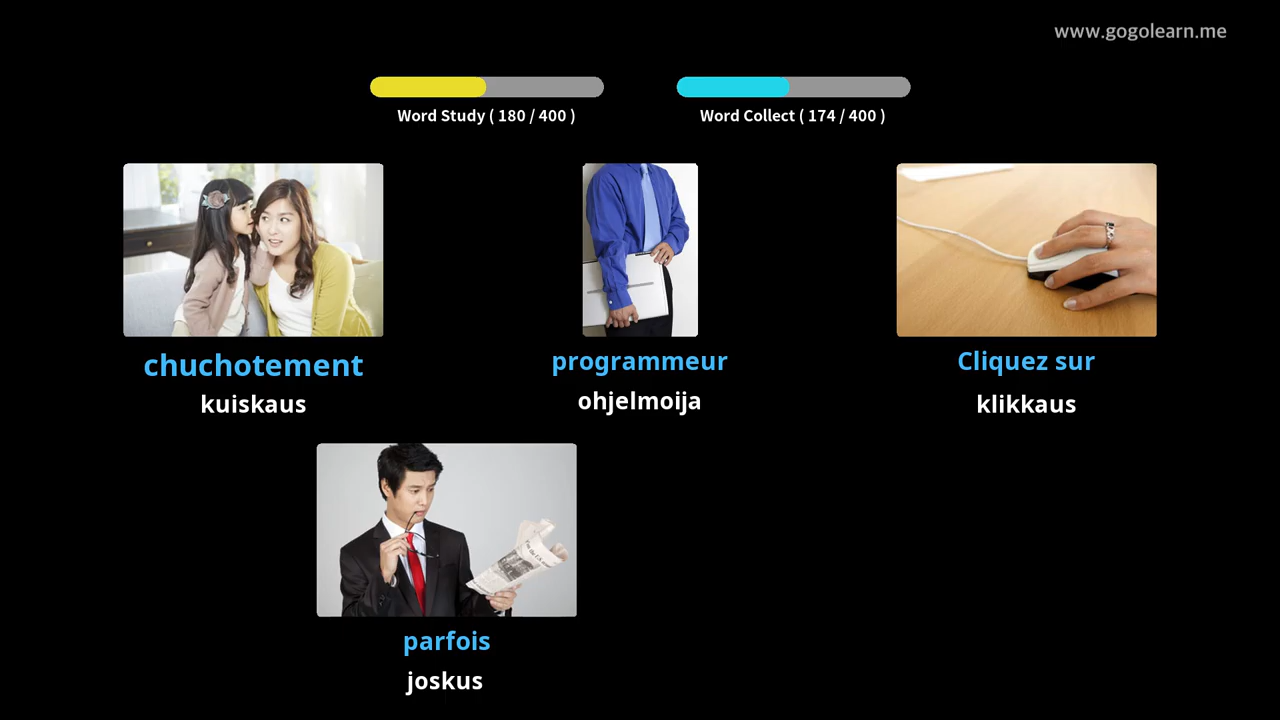 www.gogolearn.me
Word Study ( 180 / 400 )
Word Collect ( 174 / 400 )
chuchotement
kuiskaus
programmeur
ohjelmoija
Cliquez sur
klikkaus
parfois
joskus